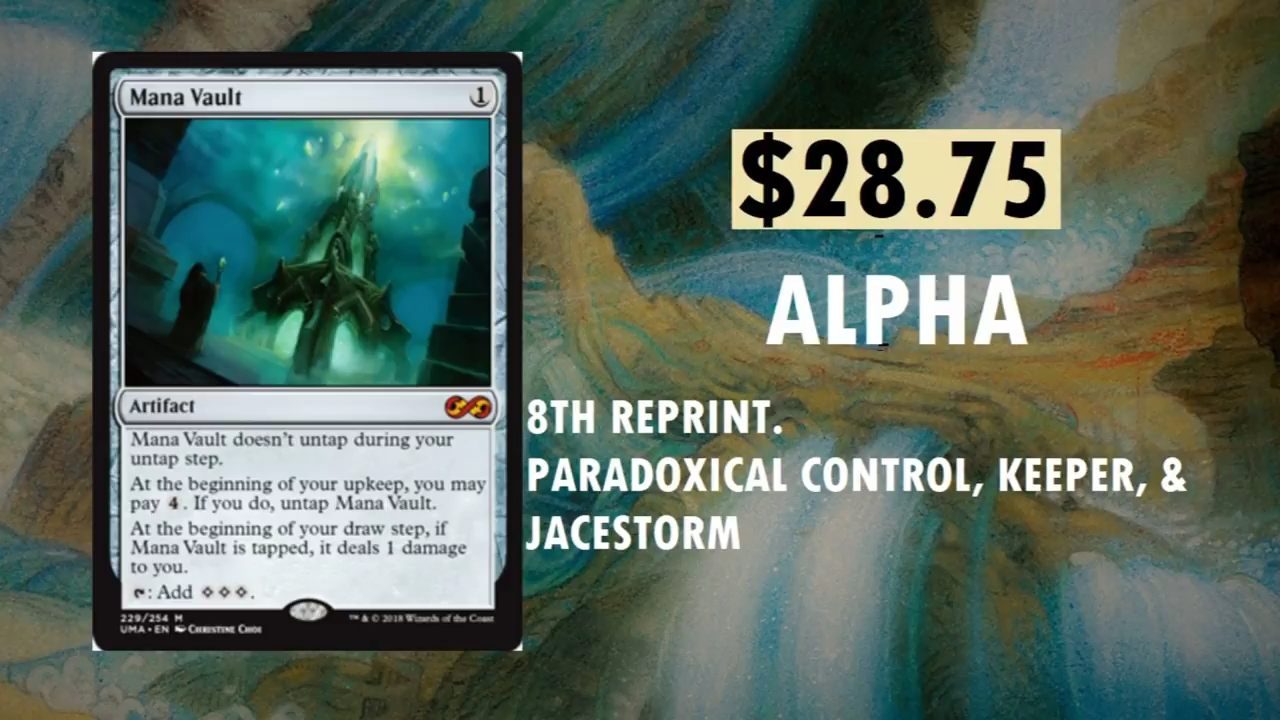 Mana Vault 1
Artifact
Mana Vault doesn't untap during your
untap step.
At the beginning of your upkeep, you may
pay 4. If you do, untap Mana Vault.
At the beginning of your draw step, if
Mana Vault is tapped, it deals 1 damage
to you.
: Add ◇◇◇.
229/254 M
UMA • EN Christine Choi
™ & © 2018 Wizards of the Coast
$28.75
ALPHA
8TH REPRINT.
PARADOXICAL CONTROL, KEEPER, &
JACESTORM